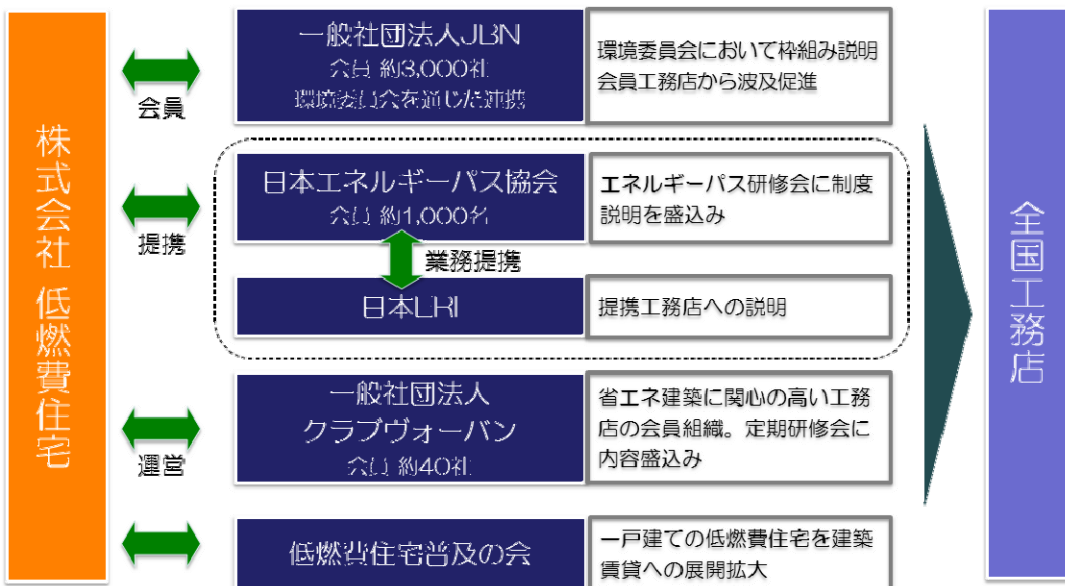 株式会社 低燃費住宅
会員
一般社団法人JBN
会員 約3,000社
環境委員会を通じた連携
環境委員会において枠組み説明
会員工務店から波及促進
提携
日本エネルギーパス協会
会員 約1,000名
エネルギーパス研修会に制度
説明を盛込み
業務提携
日本ERI
提携工務店への説明
運営
一般社団法人
クラブヴォーバン
会員 約40社
省エネ建築に関心の高い工務
店の会員組織。定期研修会に
内容盛込み
低燃費住宅普及の会
一戸建ての低燃費住宅を建築
賃貸への展開拡大
全国工務店